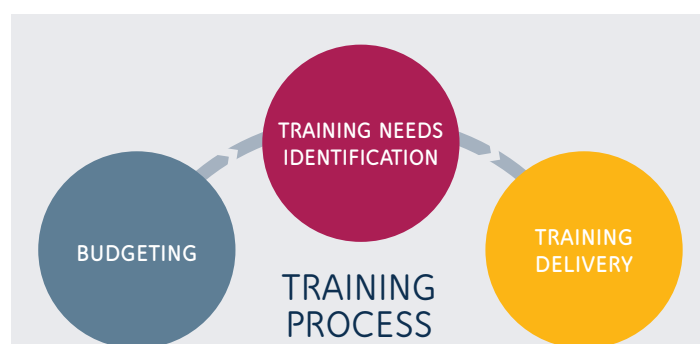 TRAINING NEEDS
IDENTIFICATION
BUDGETING
TRAINING
DELIVERY
TRAINING
PROCESS